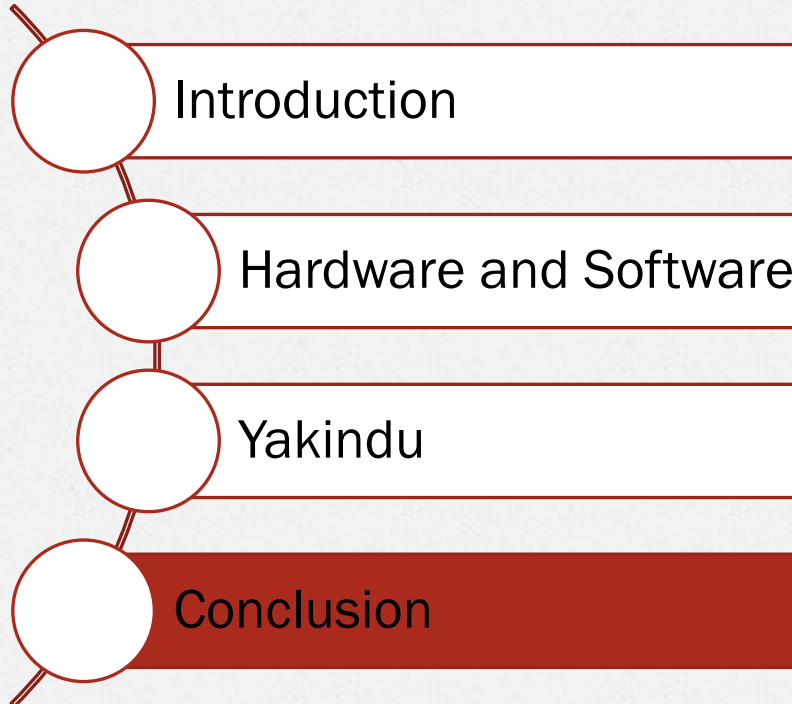 Introduction
Hardware and Software
Yakindu
Conclusion